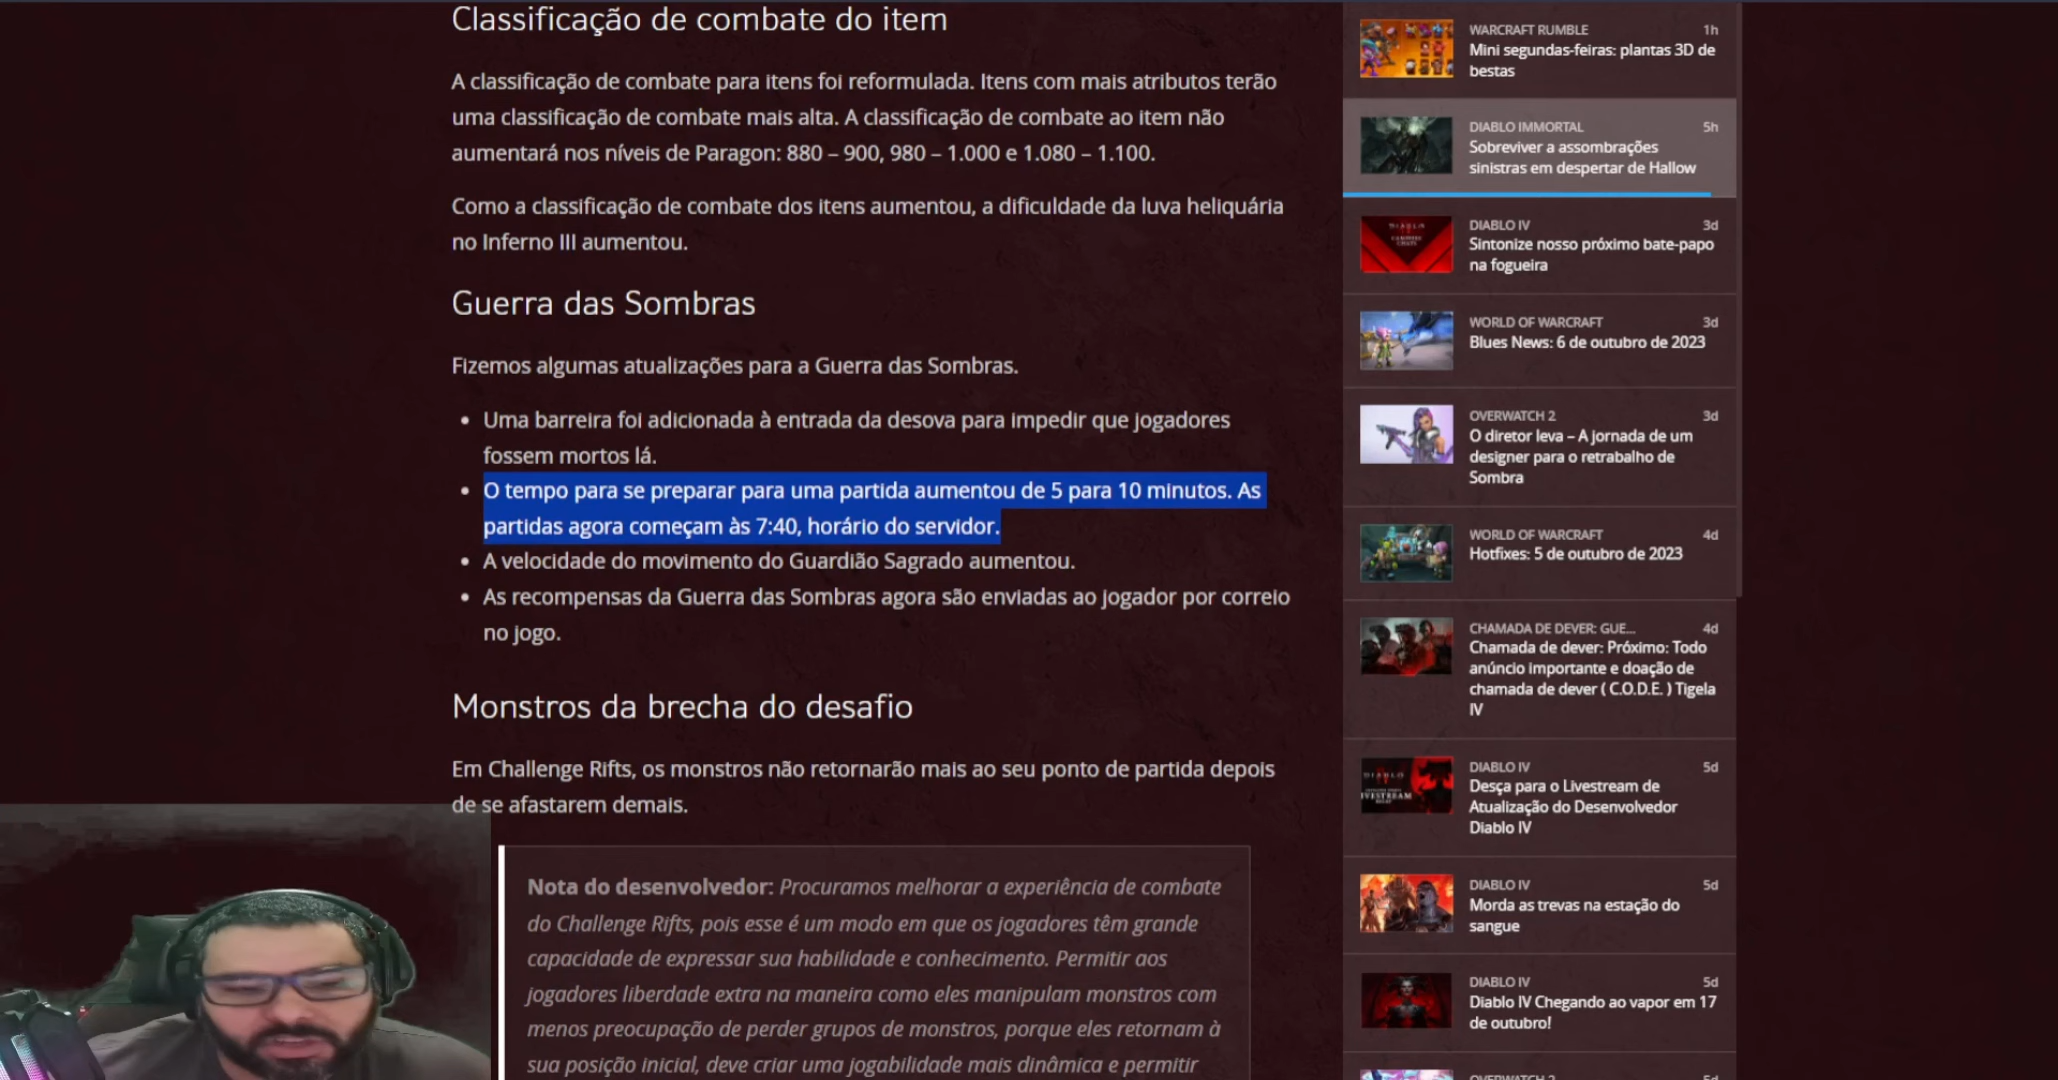 Classificação de combate do item
A classificação de combate para itens foi reformulada. Itens com mais atributos terão
uma classificação de combate mais alta. A classificação de combate ao item não
aumentará nos níveis de Paragon: 880 – 900, 980 – 1.000 e 1.080 – 1.100.
Como a classificação de combate dos itens aumentou, a dificuldade da luva heliquária
no Inferno III aumentou.
Guerra das Sombras
Fizemos algumas atualizações para a Guerra das Sombras.
• Uma barreira foi adicionada à entrada da desova para impedir que jogadores
fossem mortos lá.
• O tempo para se preparar para uma partida aumentou de 5 para 10 minutos. As
partidas agora começam às 7:40, horário do servidor.
• A velocidade do movimento do Guardião Sagrado aumentou.
• As recompensas da Guerra das Sombras agora são enviadas ao jogador por correio
no jogo.
Monstros da brecha do desafio
Em Challenge Rifts, os monstros não retornarão mais ao seu ponto de partida depois
de se afastarem demais.
Nota do desenvolvedor: Procuramos melhorar a experiência de combate
do Challenge Rifts, pois esse é um modo em que os jogadores têm grande
capacidade de expressar sua habilidade e conhecimento. Permitir aos
jogadores liberdade extra na maneira como eles manipulam monstros com
menos preocupação de perder grupos de monstros, porque eles retornam à
sua posição inicial, deve criar uma jogabilidade mais dinâmica e permitir
WARCRAFT RUMBLE 1h
Mini segundas-feiras: plantas 3D de
bestas
DIABLO IMMORTAL 5h
Sobreviver a assombrações
sinistras em despertar de Hallow
DIABLO IV 3d
Sintonize nosso próximo bate-papo
na fogueira
WORLD OF WARCRAFT 3d
Blues News: 6 de outubro de 2023
OVERWATCH 2 3d
O diretor leva – A jornada de um
designer para o retrabalho de
Sombra
WORLD OF WARCRAFT 4d
Hotfixes: 5 de outubro de 2023
CHAMADA DE DEVER: GUE... 4d
Chamada de dever: Próximo: Todo
anúncio importante e doação de
chamada de dever ( C.O.D.E. ) Tigela
IV
DIABLO IV 5d
Desça para o Livestream de
Atualização do Desenvolvedor
Diablo IV
DIABLO IV 5d
Morda as trevas na estação do
sangue
DIABLO IV 5d
Diablo IV Chegando ao vapor em 17
de outubro!
OVERWATCH 2 5d